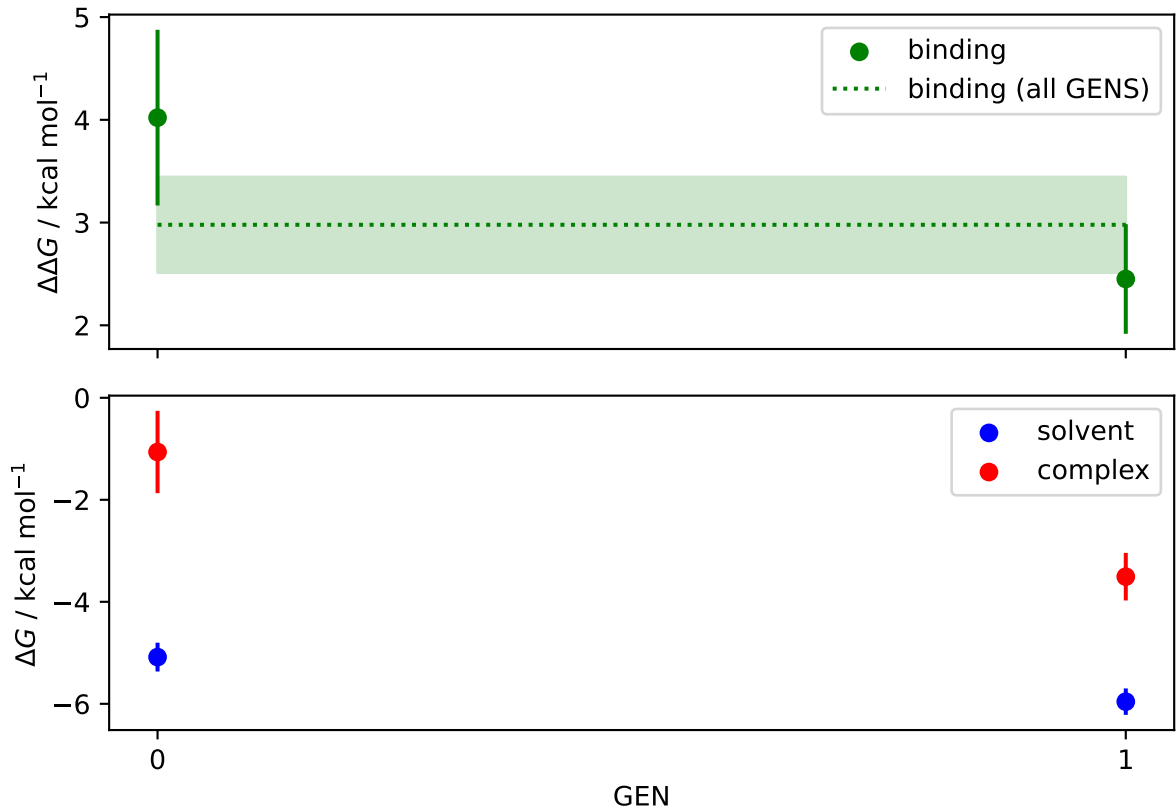 5
4
3
2
ΔΔG / kcal mol⁻¹
binding
binding (all GENS)
0
−2
−4
−6
ΔG / kcal mol⁻¹
solvent
complex
0
1
GEN